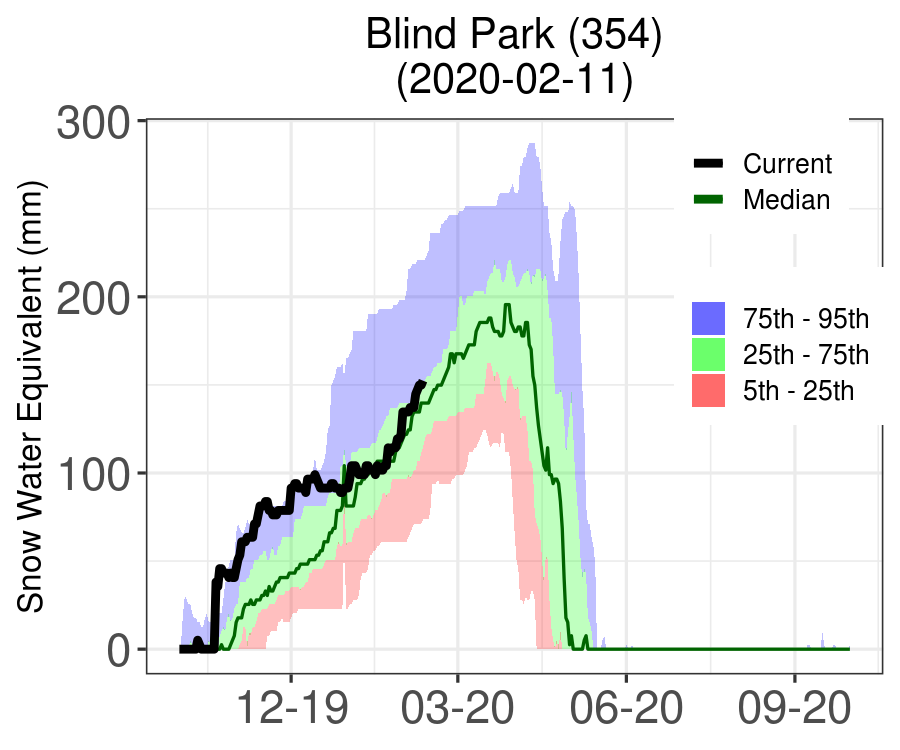 Blind Park (354)
(2020-02-11)
Snow Water Equivalent (mm)
300
200
100
0
12-19
03-20
06-20
09-20
Current
Median
75th - 95th
25th - 75th
5th - 25th